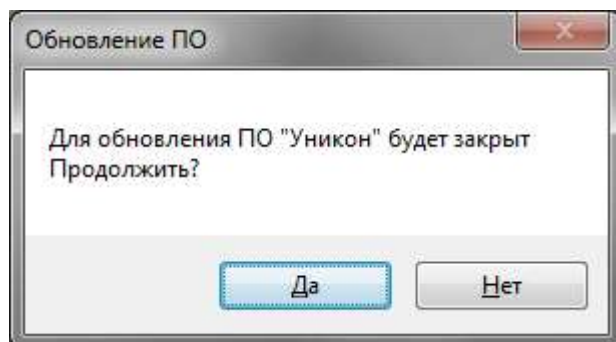 Обновление ПО
Для обновления ПО "Уникон" будет закрыт
Продолжить?
Да
Нет